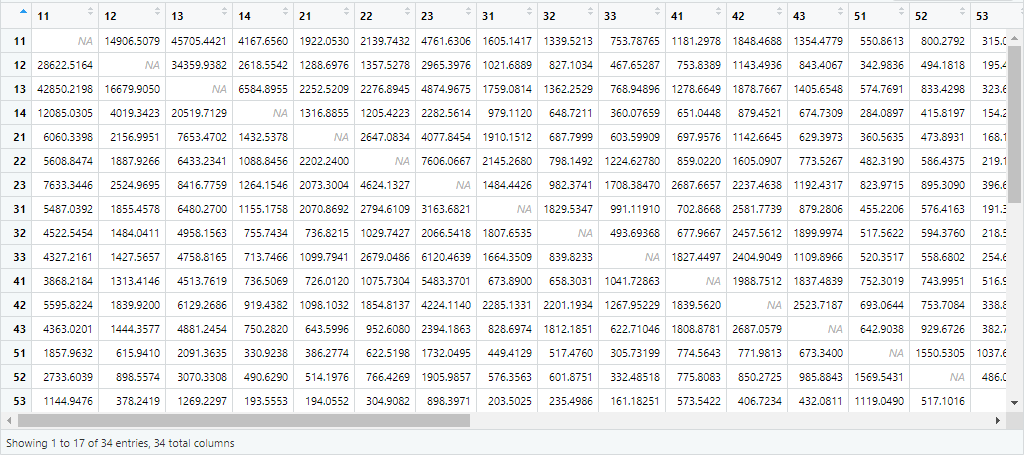 11 12 13 14 21 22 23 31 32 33 41 42 43 51 52 53
11 NA 14906.5079 45705.4421 4167.6560 1922.0530 2139.7432 4761.6306 1605.1417 1339.5213 753.78765 1181.2978 1848.4688 1354.4779 550.8613 800.2792 315.0
12 28622.5164 NA 34359.9382 2618.5542 1288.6976 1357.5278 2965.3976 1021.6889 827.1034 467.65287 753.8389 1143.4936 843.4067 342.9836 494.1818 195.4
13 42850.2198 16679.9050 NA 6584.8955 2252.5209 2276.8945 4874.9675 1759.0814 1362.2529 768.94896 1278.6649 1878.7667 1405.6548 574.7691 833.4298 323.6
14 12085.0305 4019.3423 20519.7129 NA 1316.8855 1205.4223 2282.5614 979.1120 648.7211 360.07659 651.0448 879.4521 674.7309 284.0897 415.8197 154.2
21 6060.3398 2156.9951 7653.4702 1432.5378 NA 2647.0834 4077.8454 1910.1512 687.7999 603.59909 697.9576 1142.6645 629.3973 360.5635 473.8931 168.1
22 5608.8474 1887.9266 6433.2341 1088.8456 2202.2400 NA 7606.0667 2145.2680 798.1492 1224.62780 859.0220 1605.0907 773.5267 482.3190 586.4375 219.1
23 7633.3446 2524.9695 8416.7759 1264.1546 2073.3004 4624.1327 NA 1484.4426 982.3741 1708.38470 2687.6657 2237.4638 1192.4317 823.9715 895.3090 396.6
31 5487.0392 1855.4578 6480.2700 1155.1758 2070.8692 2794.6109 3163.6821 NA 1829.5347 991.11910 702.8668 2581.7739 879.2806 455.2206 576.4163 191.3
32 4522.5454 1484.0411 4958.1563 755.7434 736.8215 1029.7427 2066.5418 1807.6535 NA 493.69368 677.9667 2457.5612 1899.9974 517.5622 594.3760 218.5
33 4327.2161 1427.5657 4758.8165 713.7466 1099.7941 2679.0486 6120.4639 1664.3509 839.8233 NA 1827.4497 2404.9049 1109.8966 520.3517 558.6802 254.6
41 3868.2184 1313.4146 4513.7619 736.5069 726.0120 1075.7304 5483.3701 673.8900 658.3031 1041.72863 NA 1988.7512 1837.4839 752.3019 743.9951 516.9
42 5595.8224 1839.9200 6129.2686 919.4382 1098.1032 1854.8137 4224.1140 2285.1331 2201.1934 1267.95229 1839.5620 NA 2523.7187 693.0644 753.7084 338.8
43 4363.0201 1444.3577 4881.2454 750.2820 643.5996 952.6080 2394.1863 828.6974 1812.1851 622.71046 1808.8781 2687.0579 NA 642.9038 929.6726 382.7
51 1857.9632 615.9410 2091.3635 330.9238 386.2774 622.5198 1732.0495 449.4129 517.4760 305.73199 774.5643 771.9813 673.3400 NA 1550.5305 1037.6
52 2733.6039 898.5574 3070.3308 490.6290 514.1976 766.4269 1905.9857 576.3563 601.8751 332.48518 775.8083 850.2725 985.8843 1569.5431 NA 486.0
53 1144.9476 378.2419 1269.2297 193.5553 194.0552 304.9082 898.3971 203.5025 235.4986 161.18251 573.5422 406.7234 432.0811 1119.0490 517.1016
Showing 1 to 17 of 34 entries, 34 total columns